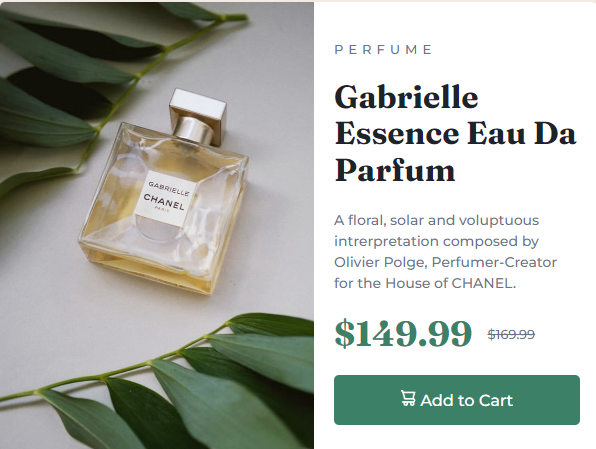 GABRIELLE
CHANEL
PARIS
PERFUME
Gabrielle
Essence Eau Da
Parfum
A floral, solar and voluptuous
intrerpretation composed by
Olivier Polge, Perfumer-Creator
for the House of CHANEL.
$149.99 $169.99
Add to Cart